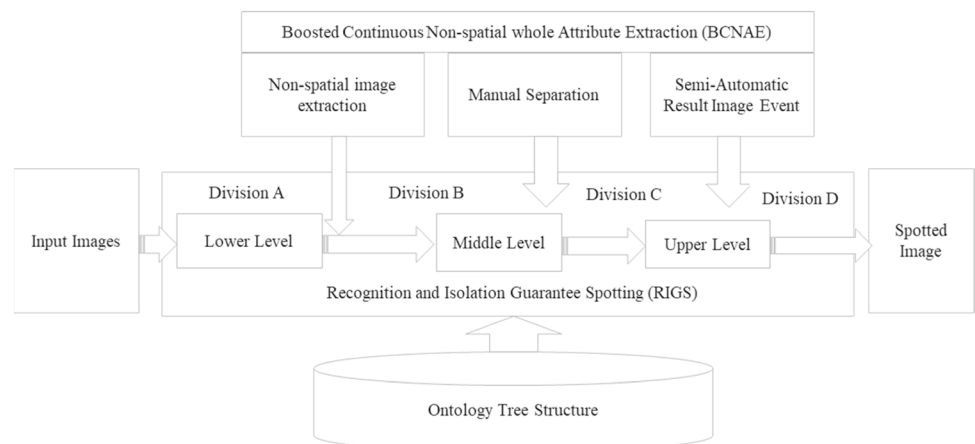 Boosted Continuous Non-spatial whole Attribute Extraction (BCNAE)
Non-spatial image
extraction
Manual Separation
Semi-Automatic
Result Image Event
Division A
Division B
Division C
Division D
Input Images
Lower Level
Middle Level
Upper Level
Spotted
Image
Recognition and Isolation Guarantee Spotting (RIGS)
Ontology Tree Structure